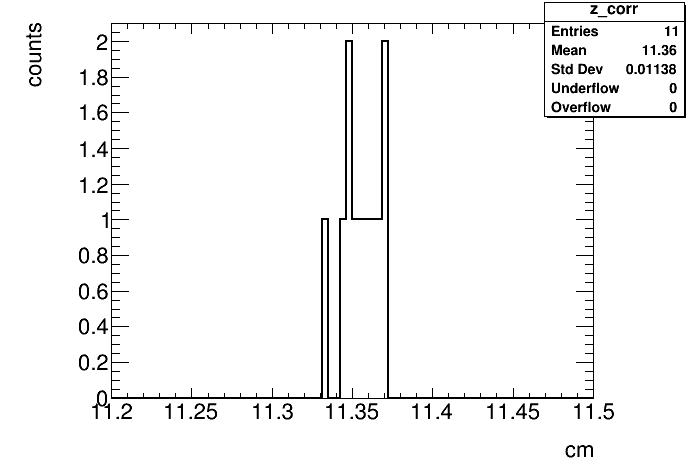 z_corr
Entries 11
Mean 11.36
Std Dev 0.01138
Underflow 0
Overflow 0
counts
2
1.8
1.6
1.4
1.2
1
0.8
0.6
0.4
0.2
0
11.2 11.25 11.3 11.35 11.4 11.45 11.5
cm